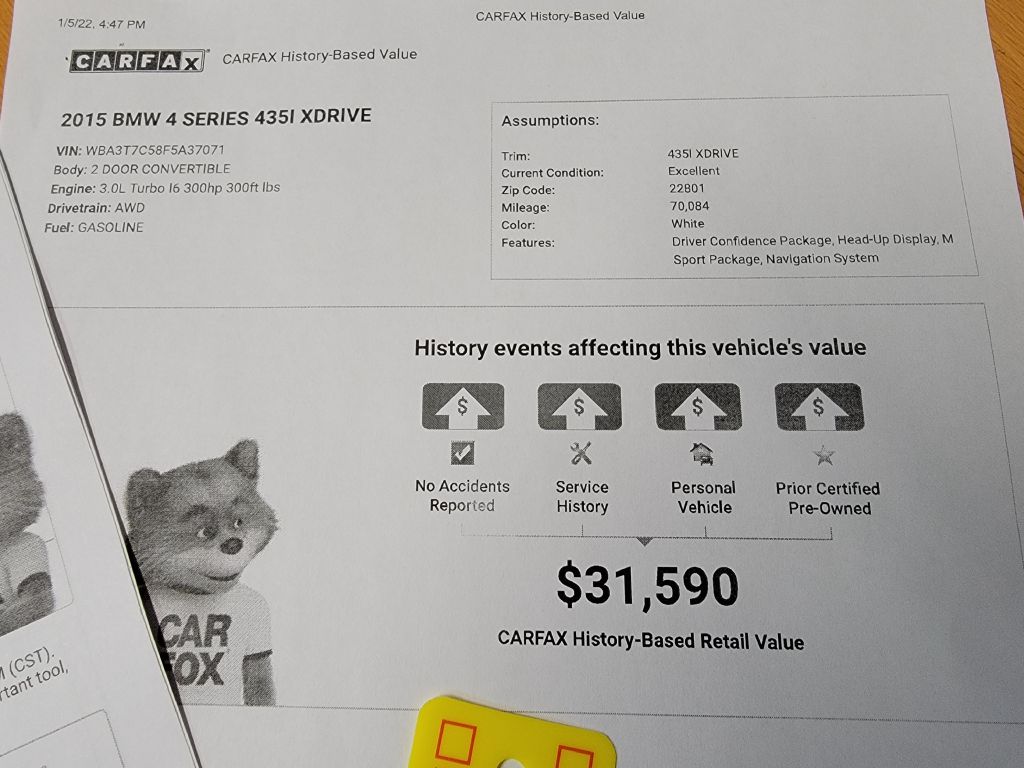 1/5/22, 4:47 PM
CARFAX History-Based Value
CARFAX
CARFAX History-Based Value
2015 BMW 4 SERIES 435I XDRIVE
VIN: WBA3T7C58F5A37071
Body: 2 DOOR CONVERTIBLE
Engine: 3.0L Turbo I6 300hp 300ft lbs
Drivetrain: AWD
Fuel: GASOLINE
Assumptions:
Trim: 435I XDRIVE
Current Condition: Excellent
Zip Code: 22801
Mileage: 70,084
Color: White
Features: Driver Confidence Package, Head-Up Display, M
Sport Package, Navigation System
History events affecting this vehicle's value
$ $ $ $
No Accidents Service Personal Prior Certified
Reported History Vehicle Pre-Owned
$31,590
CARFAX History-Based Retail Value
CAR
FOX
(CST).
tool,